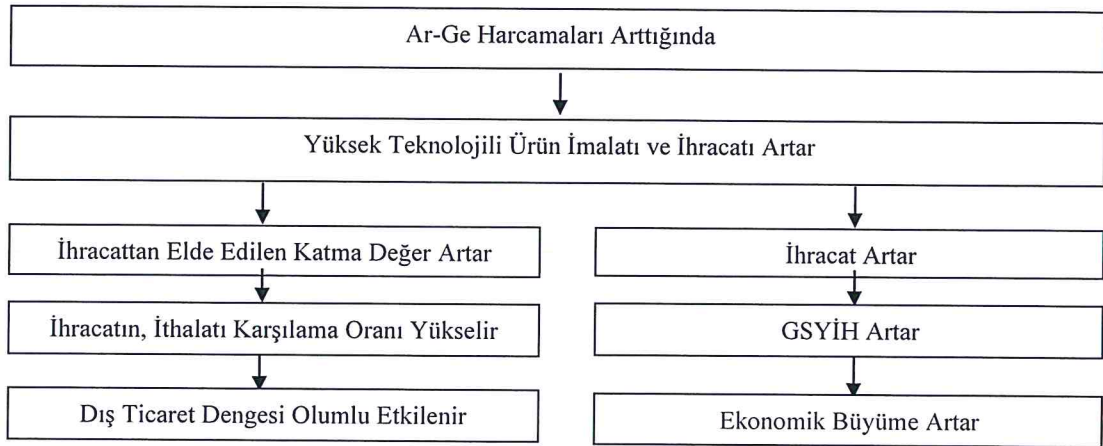 Ar-Ge Harcamaları Arttığında
Yüksek Teknolojili Ürün İmalatı ve İhracatı Artar
İhracattan Elde Edilen Katma Değer Artar
İhracatın, İthalatı Karşılama Oranı Yükselir
Dış Ticaret Dengesi Olumlu Etkilenir
İhracat Artar
GSYİH Artar
Ekonomik Büyüme Artar